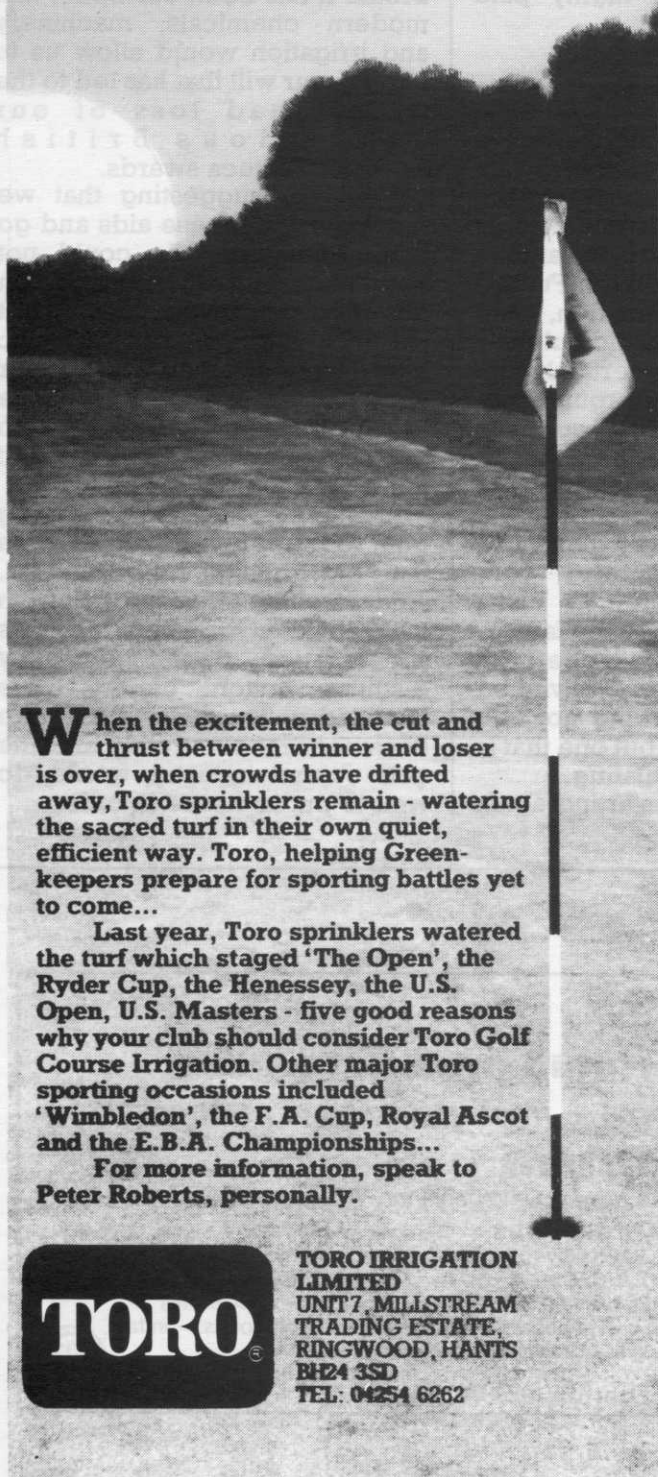 When the excitement, the cut and
thrust between winner and loser
is over, when crowds have drifted
away, Toro sprinklers remain - watering
the sacred turf in their own quiet,
efficient way. Toro, helping Green-
keepers prepare for sporting battles yet
to come...
Last year, Toro sprinklers watered
the turf which staged 'The Open', the
Ryder Cup, the Henessey, the U.S.
Open, U.S. Masters - five good reasons
why your club should consider Toro Golf
Course Irrigation. Other major Toro
sporting occasions included
'Wimbledon', the F.A. Cup, Royal Ascot
and the E.B.A. Championships...
For more information, speak to
Peter Roberts, personally.
TORO®
TORO IRRIGATION
LIMITED
UNIT 7, MILLSTREAM
TRADING ESTATE,
RINGWOOD, HANTS
BH24 3SD
TEL: 04254 6262